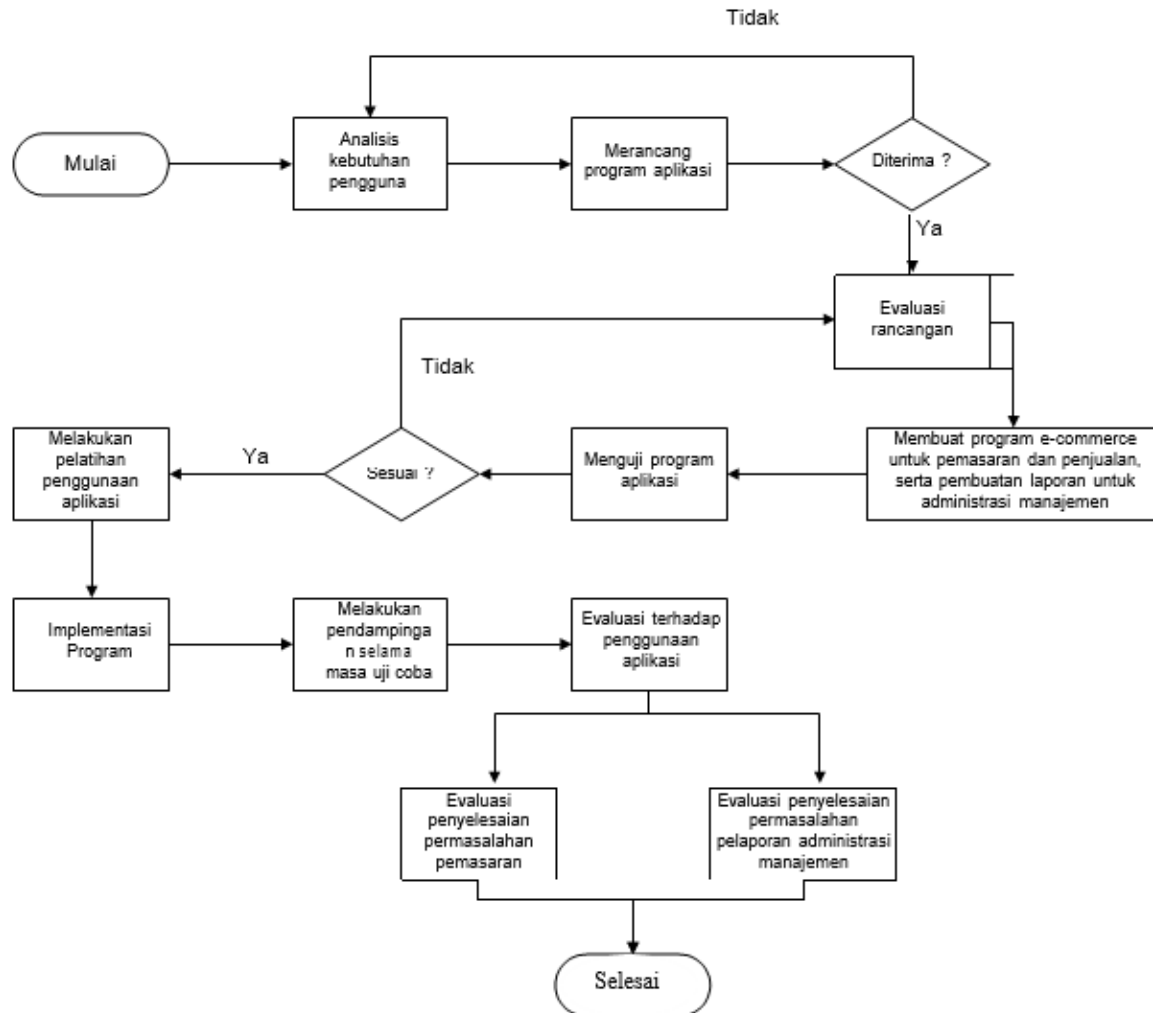 Tidak
Mulai
Analisis
kebutuhan
pengguna
Merancang
program aplikasi
Diterima ?
Ya
Evaluasi
rancangan
Tidak
Melakukan
pelatihan
penggunaan
aplikasi
Ya
Sesuai ?
Menguji program
aplikasi
Membuat program e-commerce
untuk pemasaran dan penjualan,
serta pembuatan laporan untuk
administrasi manajemen
Implementasi
Program
Melakukan
pendampinga
n selama
masa uji coba
Evaluasi terhadap
penggunaan
aplikasi
Evaluasi
penyelesaian
permasalahan
pemasaran
Evaluasi penyelesaian
permasalahan
pelaporan administrasi
manajemen
Selesai